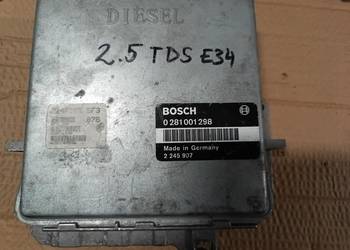 DIESEL
2.5 TDS E34
BOSCH
0 281 001 298
Made in Germany
2 245 907